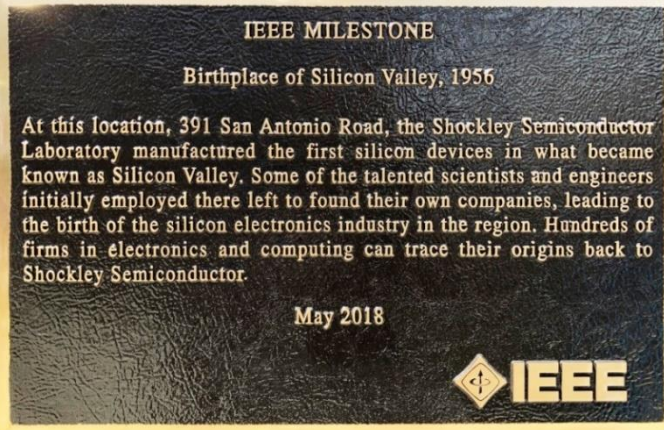 IEEE MILESTONE
Birthplace of Silicon Valley, 1956
At this location, 391 San Antonio Road, the Shockley Semiconductor
Laboratory manufactured the first silicon devices in what became
known as Silicon Valley. Some of the talented scientists and engineers
initially employed there left to found their own companies, leading to
the birth of the silicon electronics industry in the region. Hundreds of
firms in electronics and computing can trace their origins back to
Shockley Semiconductor.
May 2018
IEEE